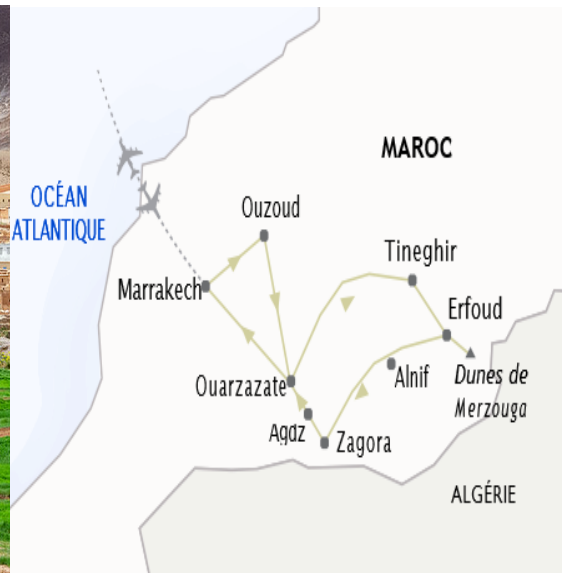 MAROC
OCÉAN
ATLANTIQUE
Ouzoud
Tineghir
Marrakech
Erfoud
Ouarzazate
Alnif
Dunes de
Merzouga
Agdz
Zagora
ALGÉRIE